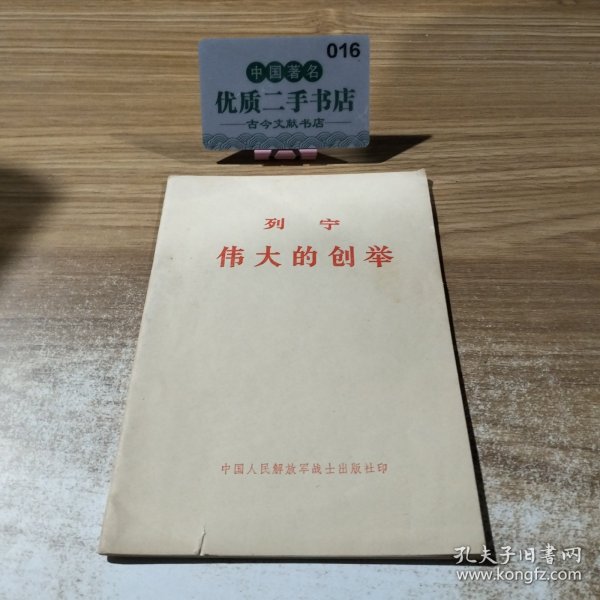 016
中国著名
优质二手书店
古今文献书店
列宁
伟大的创举
中国人民解放军战士出版社印
孔夫子旧书网
www.kongfz.com